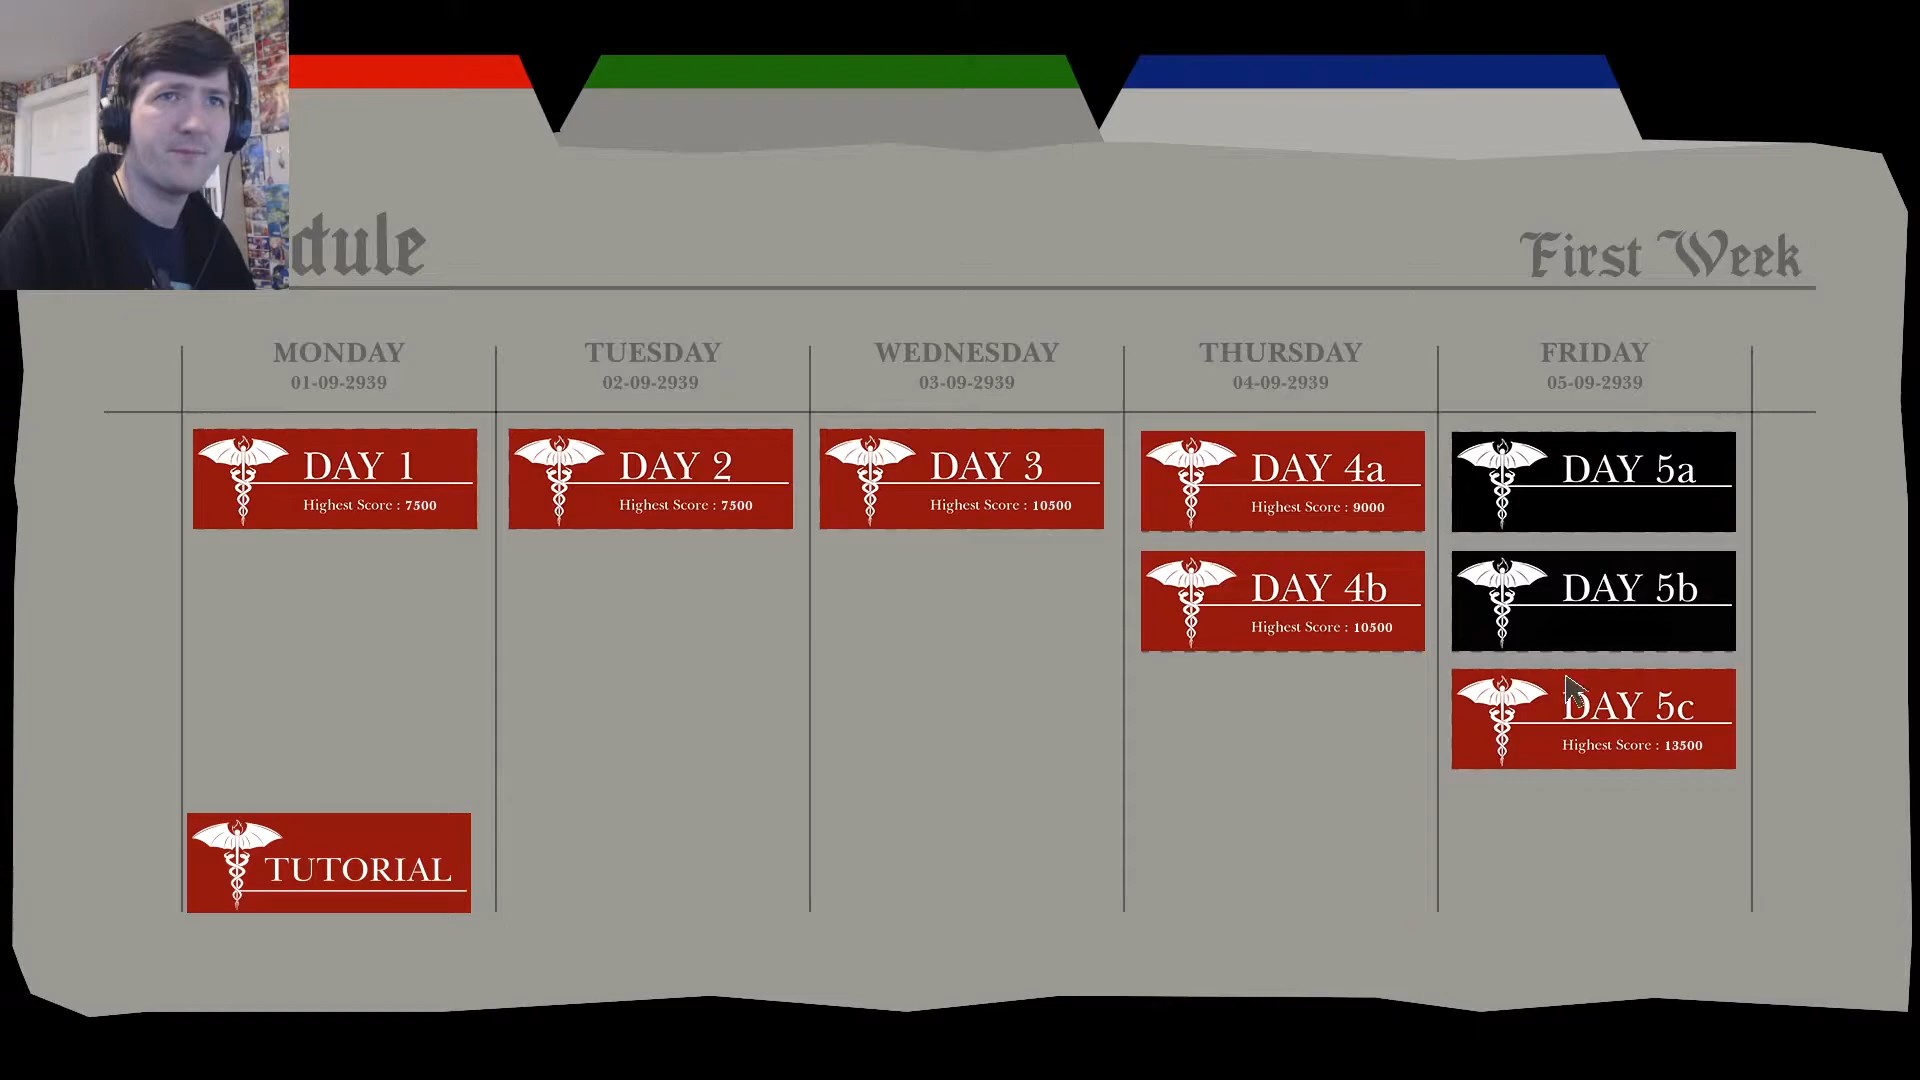 dule
First Week
MONDAY
01-09-2939
TUESDAY
02-09-2939
WEDNESDAY
03-09-2939
THURSDAY
04-09-2939
FRIDAY
05-09-2939
DAY 1
Highest Score : 7500
DAY 2
Highest Score : 7500
DAY 3
Highest Score : 10500
DAY 4a
Highest Score : 9000
DAY 5a
DAY 4b
Highest Score : 10500
DAY 5b
DAY 5c
Highest Score : 13500
TUTORIAL